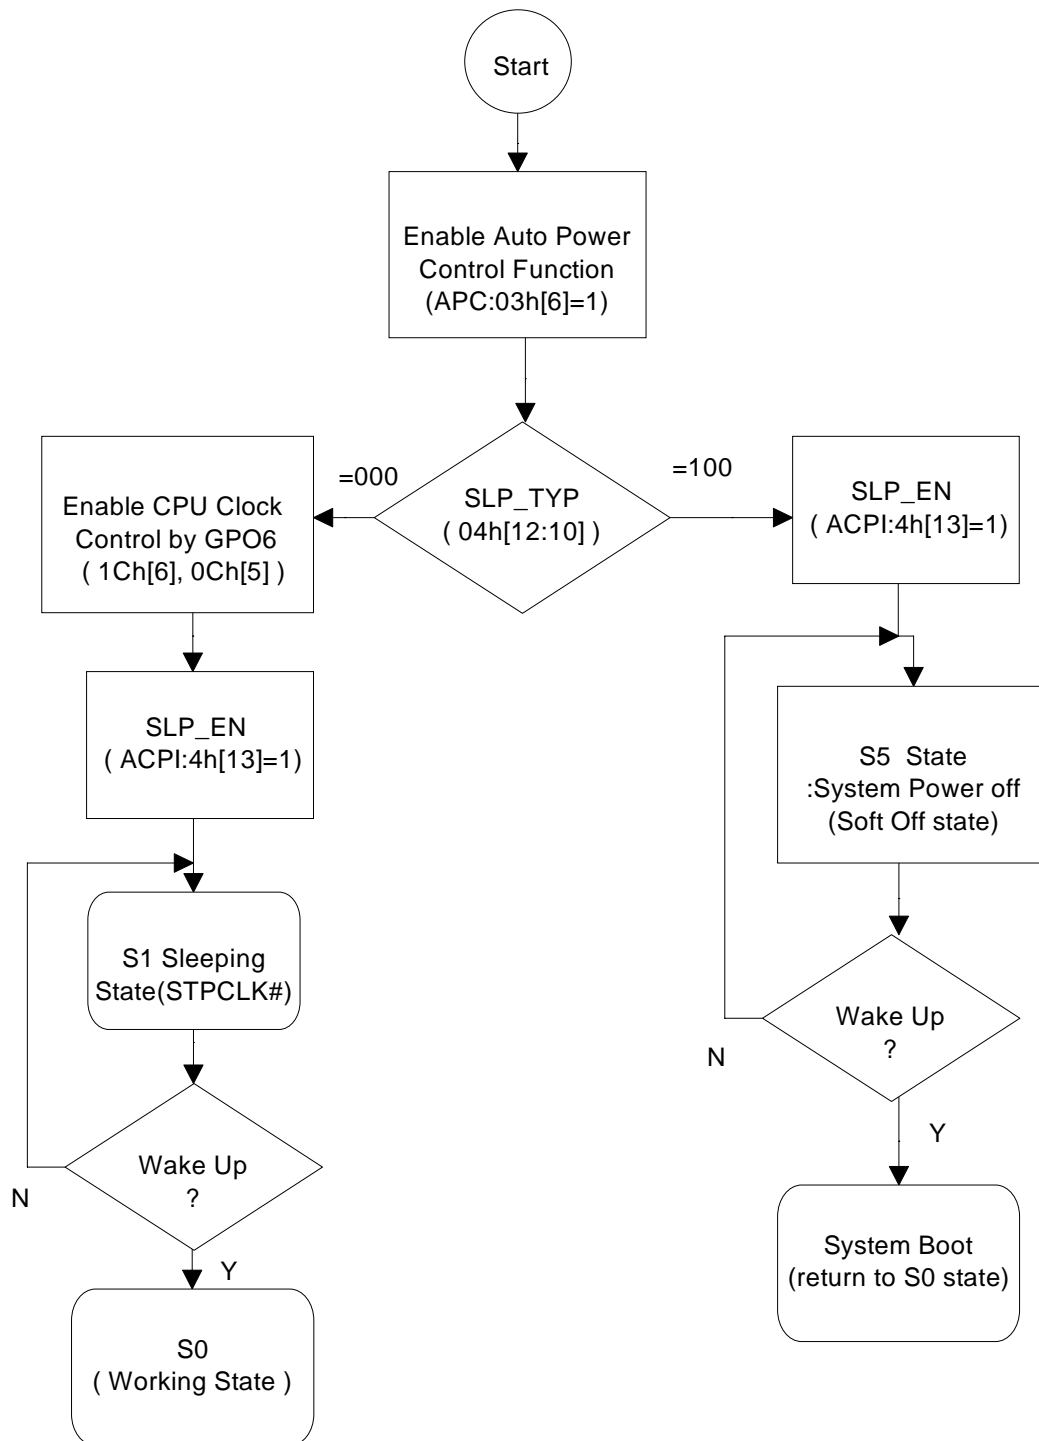 Start
Enable Auto Power
Control Function
(APC:03h[6]=1)
=000
SLP_TYP
( 04h[12:10] )
=100
Enable CPU Clock
Control by GPO6
( 1Ch[6], 0Ch[5] )
SLP_EN
( ACPI:4h[13]=1)
SLP_EN
( ACPI:4h[13]=1)
S5 State
:System Power off
(Soft Off state)
S1 Sleeping
State(STPCLK#)
Wake Up
?
N
Y
Wake Up
?
N
Y
System Boot
(return to S0 state)
S0
( Working State )